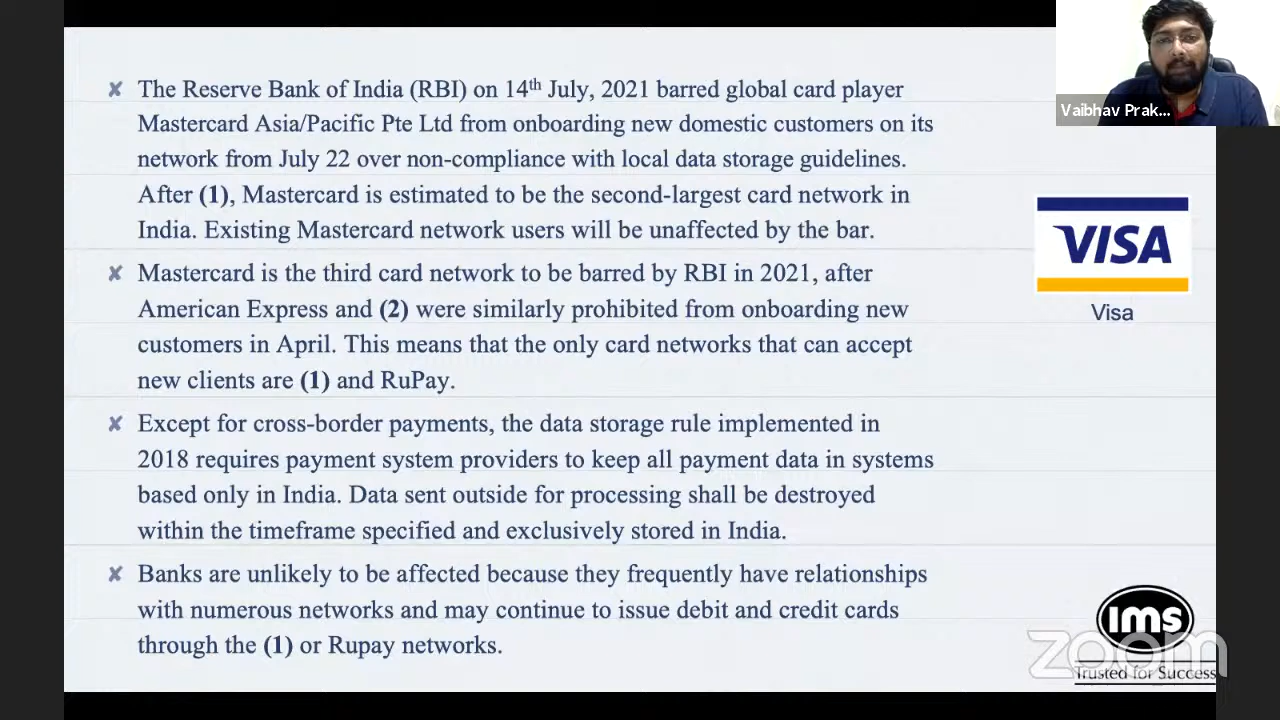 Vaibhav Prak...
✘ The Reserve Bank of India (RBI) on 14th July, 2021 barred global card player
Mastercard Asia/Pacific Pte Ltd from onboarding new domestic customers on its
network from July 22 over non-compliance with local data storage guidelines.
After (1), Mastercard is estimated to be the second-largest card network in
India. Existing Mastercard network users will be unaffected by the bar.
✘ Mastercard is the third card network to be barred by RBI in 2021, after
American Express and (2) were similarly prohibited from onboarding new
customers in April. This means that the only card networks that can accept
new clients are (1) and RuPay.
✘ Except for cross-border payments, the data storage rule implemented in
2018 requires payment system providers to keep all payment data in systems
based only in India. Data sent outside for processing shall be destroyed
within the timeframe specified and exclusively stored in India.
✘ Banks are unlikely to be affected because they frequently have relationships
with numerous networks and may continue to issue debit and credit cards
through the (1) or Rupay networks.
VISA
Visa
ims
zoom
Trusted for Success